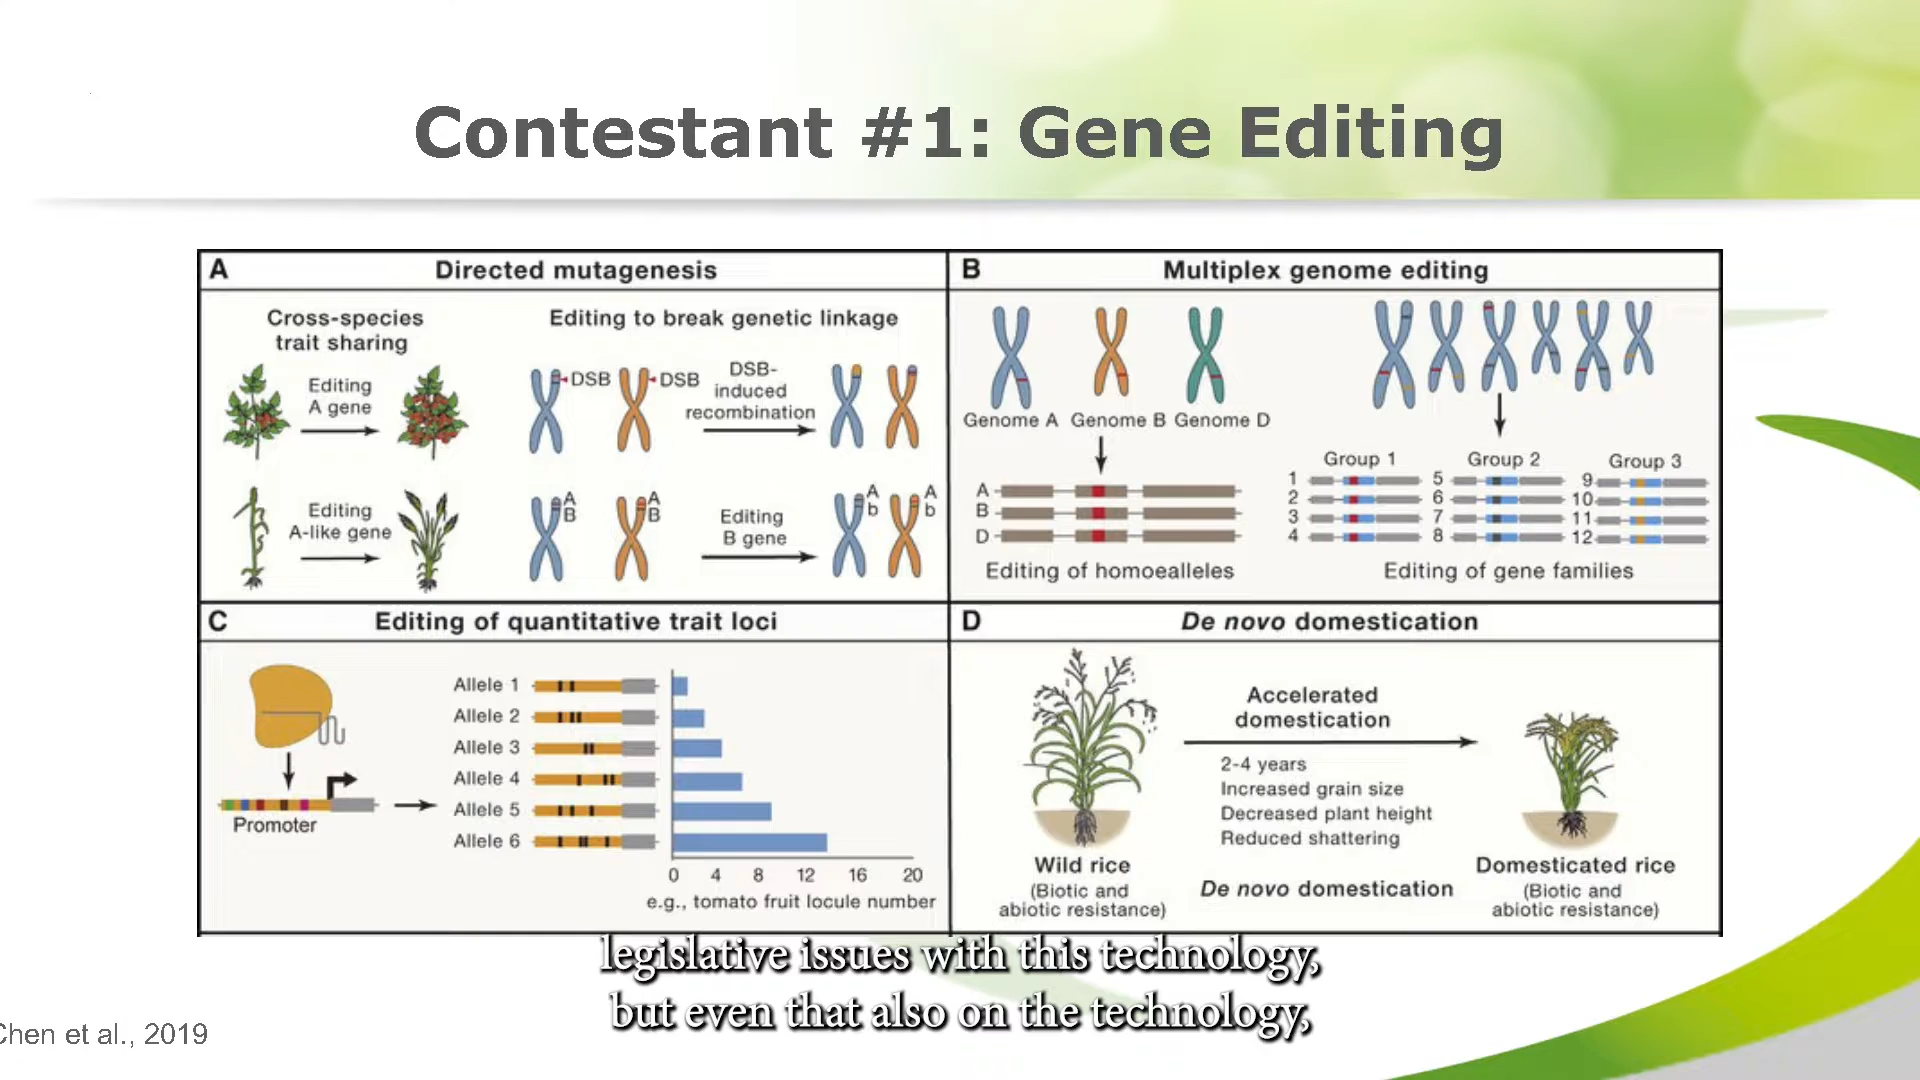 Contestant #1: Gene Editing
A
Directed mutagenesis
Cross-species
trait sharing
Editing
A gene
Editing
A-like gene
Editing to break genetic linkage
DSB
DSB
DSB-
induced
recombination
A
B
A
B
Editing
B gene
A
b
A
b
B
Multiplex genome editing
Genome A
Genome B
Genome D
A
B
D
Editing of homoealleles
Group 1
1
2
3
4
Group 2
5
6
7
8
Group 3
9
10
11
12
Editing of gene families
C
Editing of quantitative trait loci
Promoter
Allele 1
Allele 2
Allele 3
Allele 4
Allele 5
Allele 6
0 4 8 12 16 20
e.g., tomato fruit locule number
D
De novo domestication
Wild rice
(Biotic and
abiotic resistance)
Accelerated
domestication
2-4 years
Increased grain size
Decreased plant height
Reduced shattering
De novo domestication
Domesticated rice
(Biotic and
abiotic resistance)
legislative issues with this technology,
but even that also on the technology,
Chen et al., 2019